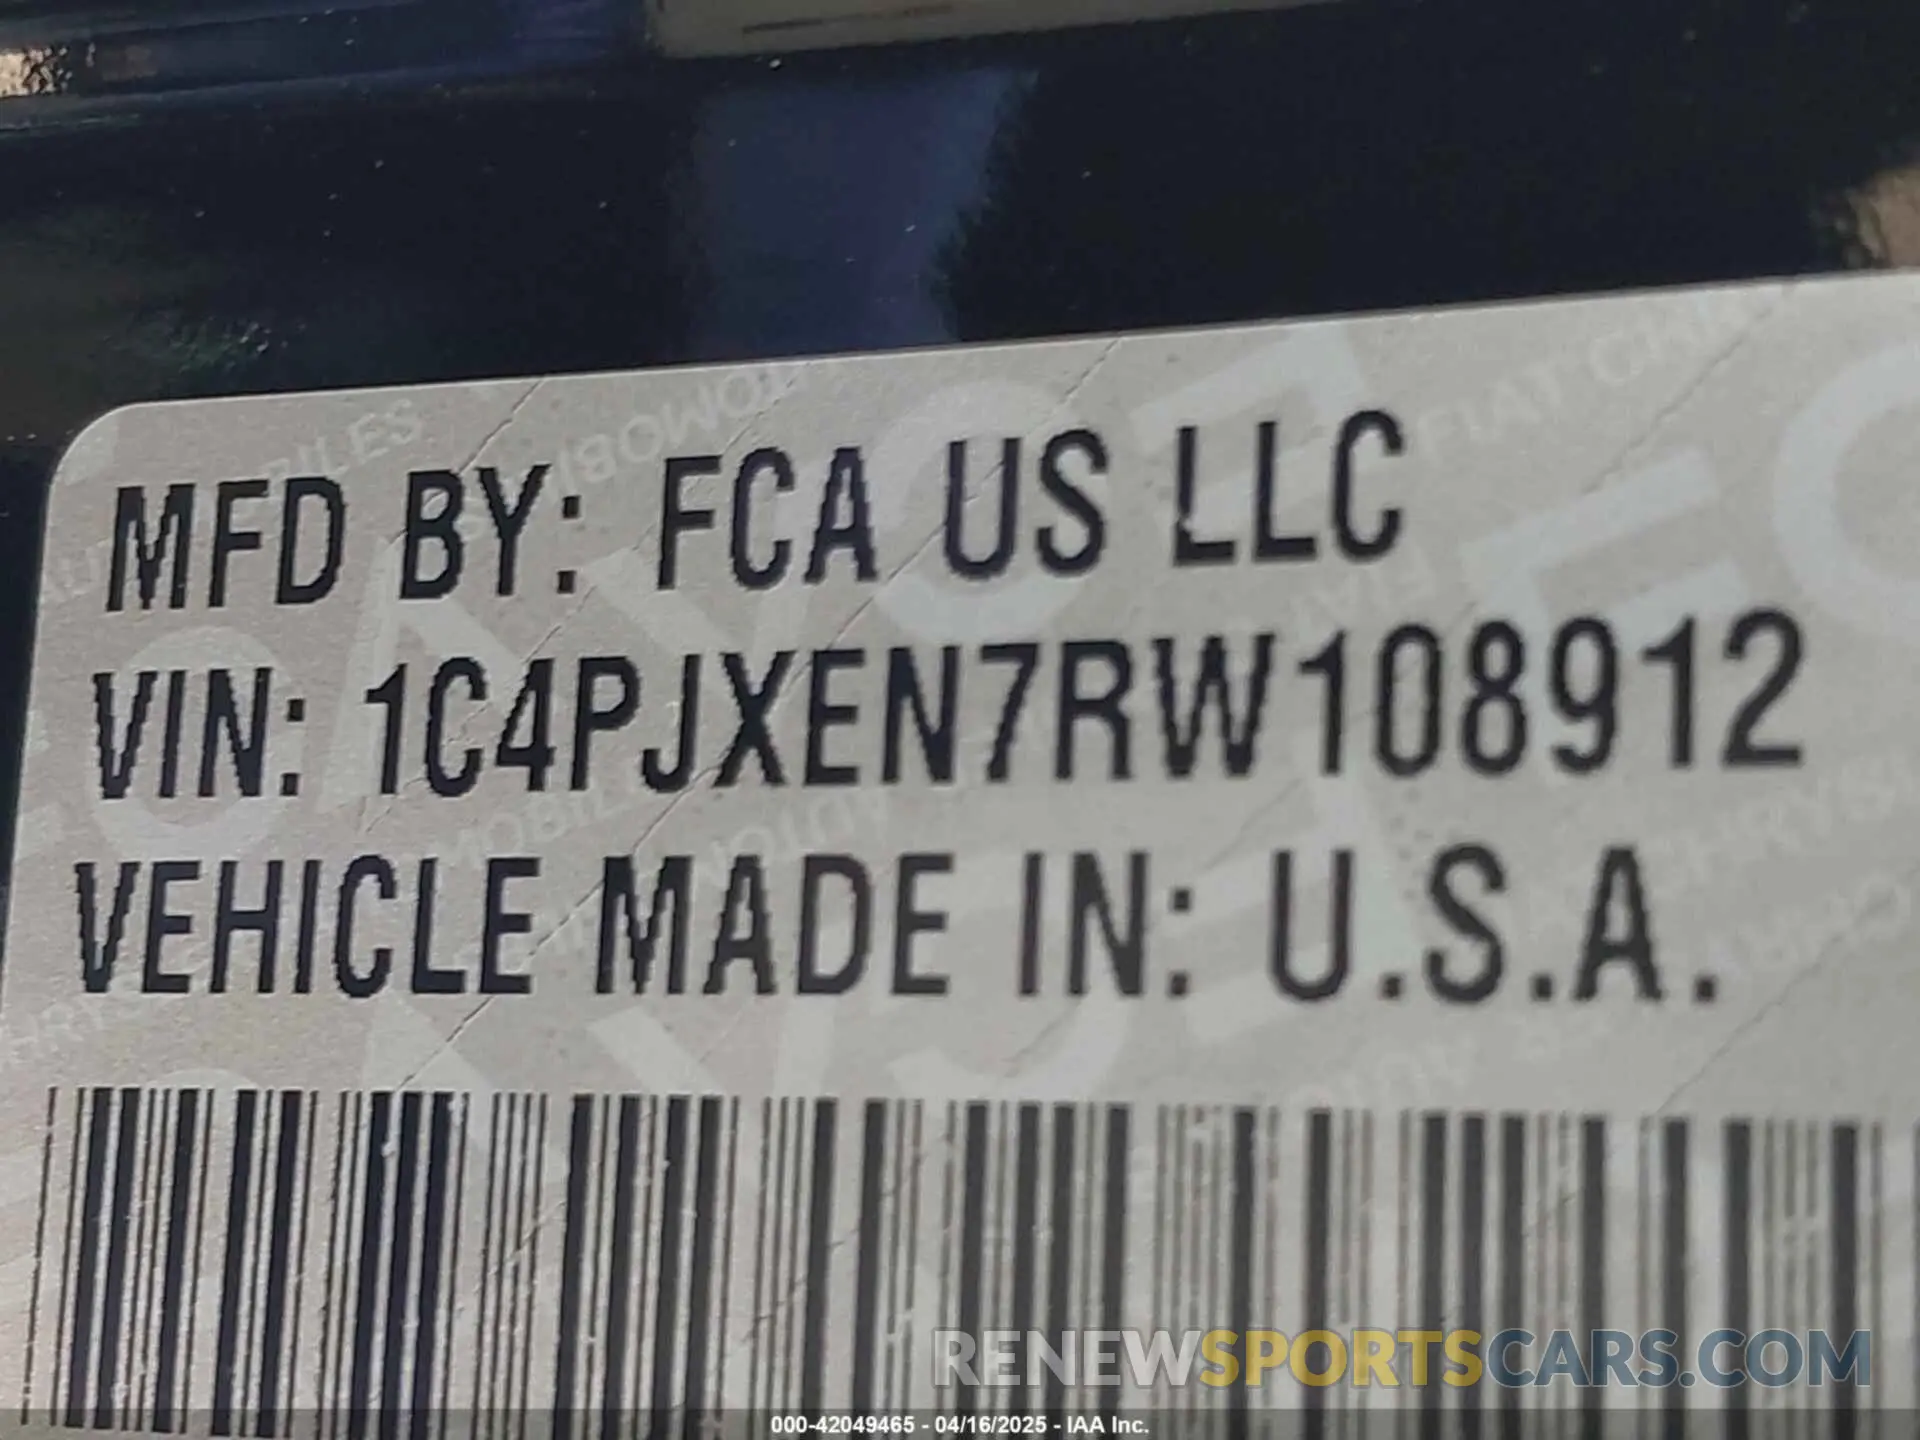 MFD BY: FCA US LLC
VIN: 1C4PJXEN7RW108912
VEHICLE MADE IN: U.S.A.
RENEWSPORTSCARS.COM
000-42049465 - 04/16/2025 - IAA Inc.